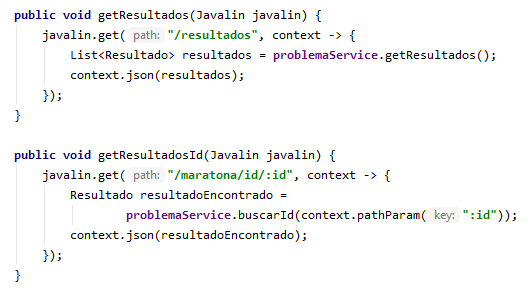 public void getResultados(Javalin javalin) {
    javalin.get( path: "/resultados", context -> {
        List<Resultado> resultados = problemaService.getResultados();
        context.json(resultados);
    });
}

public void getResultadosId(Javalin javalin) {
    javalin.get( path: "/maratona/id/:id", context -> {
        Resultado resultadoEncontrado =
                problemaService.buscarId(context.pathParam( key: ":id"));
        context.json(resultadoEncontrado);
    });
}